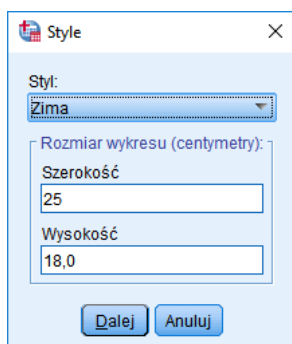 Style
Styl:
Zima
Rozmiar wykresu (centymetry):
Szerokość
25
Wysokość
18,0
Dalej Anuluj